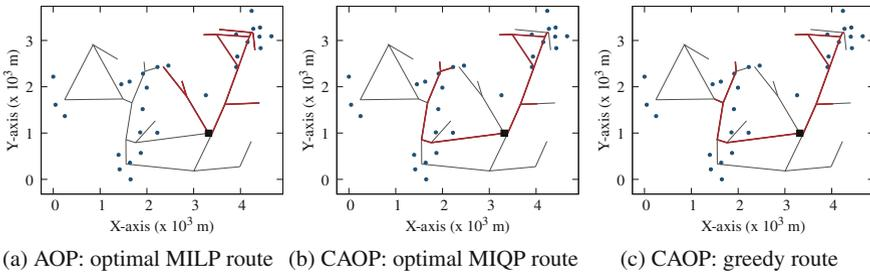 3
2
1
0
Y-axis (x 10³ m)
0 1 2 3 4
X-axis (x 10³ m)
3
2
1
0
Y-axis (x 10³ m)
0 1 2 3 4
X-axis (x 10³ m)
3
2
1
0
Y-axis (x 10³ m)
0 1 2 3 4
X-axis (x 10³ m)
(a) AOP: optimal MILP route
(b) CAOP: optimal MIQP route
(c) CAOP: greedy route